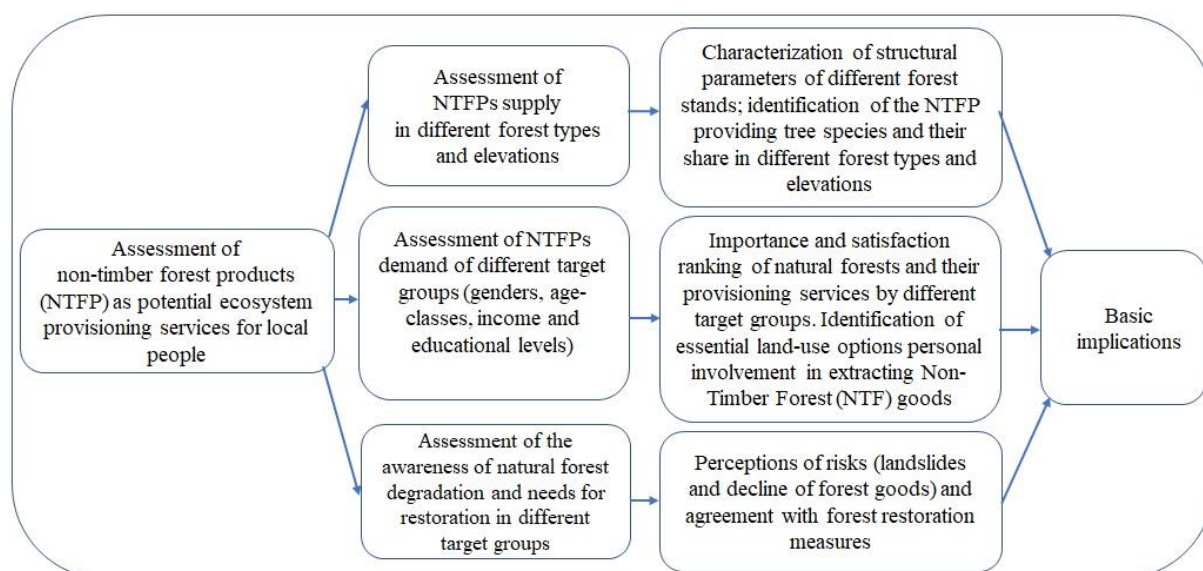 Assessment of
non-timber forest products
(NTFP) as potential ecosystem
provisioning services for local
people
Assessment of
NTFPs supply
in different forest types
and elevations
Characterization of structural
parameters of different forest
stands; identification of the NTFP
providing tree species and their
share in different forest types and
elevations
Assessment of NTFPs
demand of different target
groups (genders, age-
classes, income and
educational levels)
Importance and satisfaction
ranking of natural forests and their
provisioning services by different
target groups. Identification of
essential land-use options personal
involvement in extracting Non-
Timber Forest (NTF) goods
Assessment of the
awareness of natural forest
degradation and needs for
restoration in different
target groups
Perceptions of risks (landslides
and decline of forest goods) and
agreement with forest restoration
measures
Basic
implications